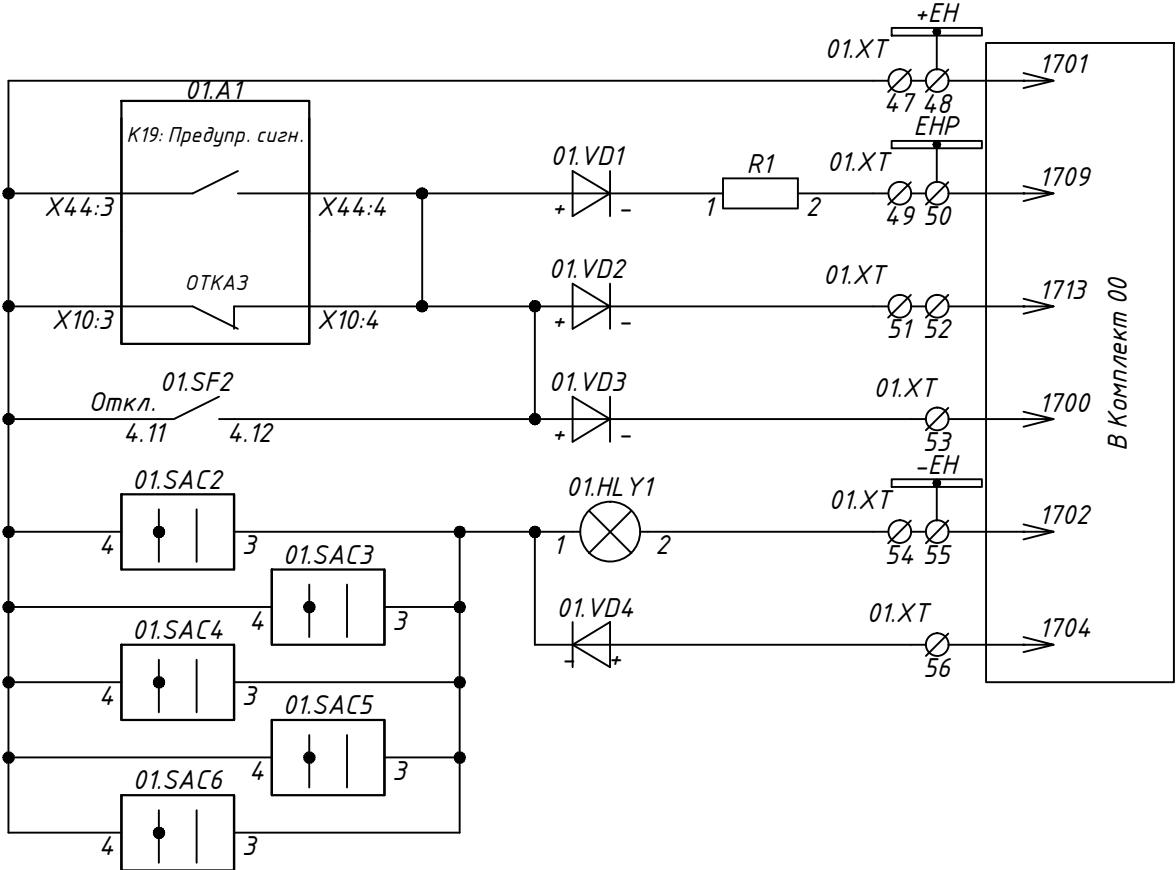 +EH
01.XT
1701
47 48
01.A1
K19: Предупр. сигн.
EHP
01.VD1
R1
01.XT
1709
X44:3
X44:4
+ -
1 2
49 50
ОТКАЗ
01.VD2
01.XT
1713
X10:3
X10:4
+ -
51 52
В Комплект 00
01.SF2
Откл.
4.11
4.12
01.VD3
01.XT
1700
+ -
53
-EH
01.SAC2
4 3
01.HLY1
1 2
01.XT
1702
54 55
01.SAC3
4 3
01.VD4
- +
01.XT
1704
56
01.SAC4
4 3
01.SAC5
4 3
01.SAC6
4 3